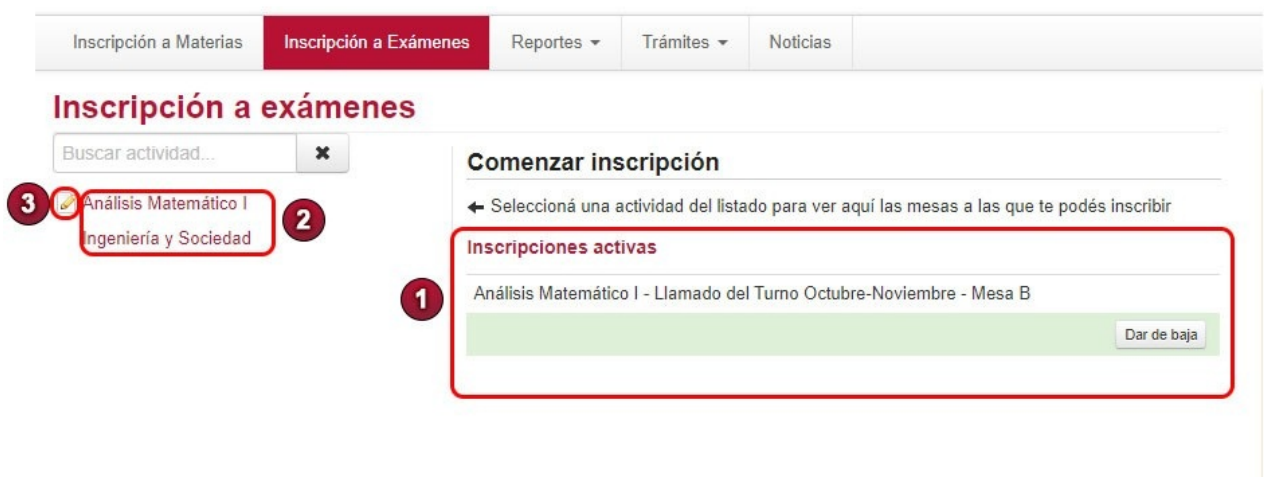 Inscripción a Materias Inscripción a Exámenes Reportes Trámites Noticias
Inscripción a exámenes
Buscar actividad...
3 Análisis Matemático I
Ingeniería y Sociedad
2
Comenzar inscripción
Seleccioná una actividad del listado para ver aquí las mesas a las que te podés inscribir
Inscripciones activas
1
Análisis Matemático I - Llamado del Turno Octubre-Noviembre - Mesa B
Dar de baja